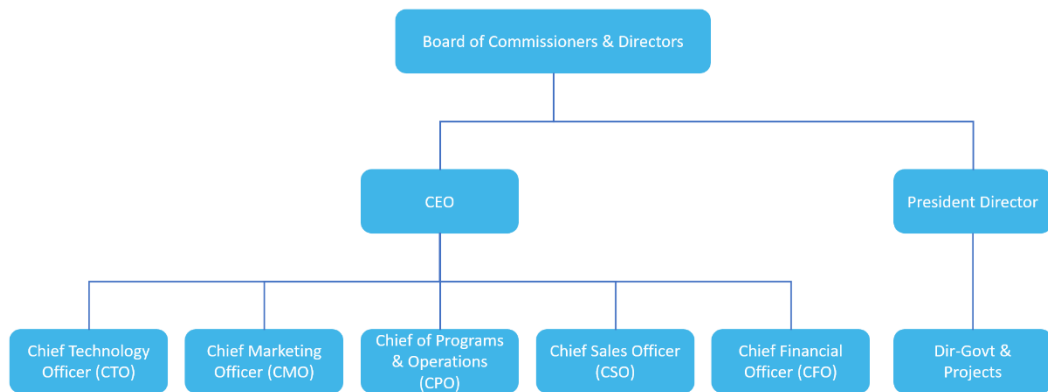 Board of Commissioners & Directors
CEO
President Director
Chief Technology
Officer (CTO)
Chief Marketing
Officer (CMO)
Chief of Programs
& Operations
(CPO)
Chief Sales Officer
(CSO)
Chief Financial
Officer (CFO)
Dir-Govt &
Projects